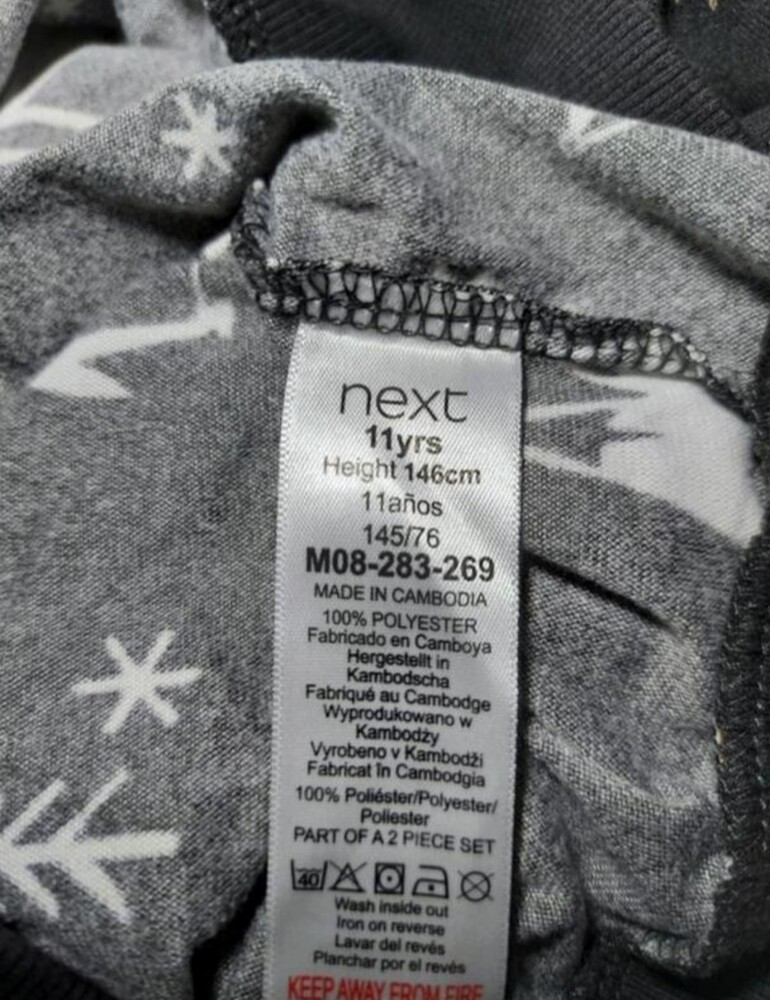 next
11yrs
Height 146cm
11años
145/76
M08-283-269
MADE IN CAMBODIA
100% POLYESTER
Fabricado en Camboya
Hergestellt in
Kambodscha
Fabriqué au Cambodge
Wyprodukowano w
Kambodży
Vyrobeno v Kambodži
Fabricat în Cambodgia
100% Poliéster/Polyester/
Poliester
PART OF A 2 PIECE SET
40
Wash inside out
Iron on reverse
Lavar del revés
Planchar por el revés
KEEP AWAY FROM FIRE